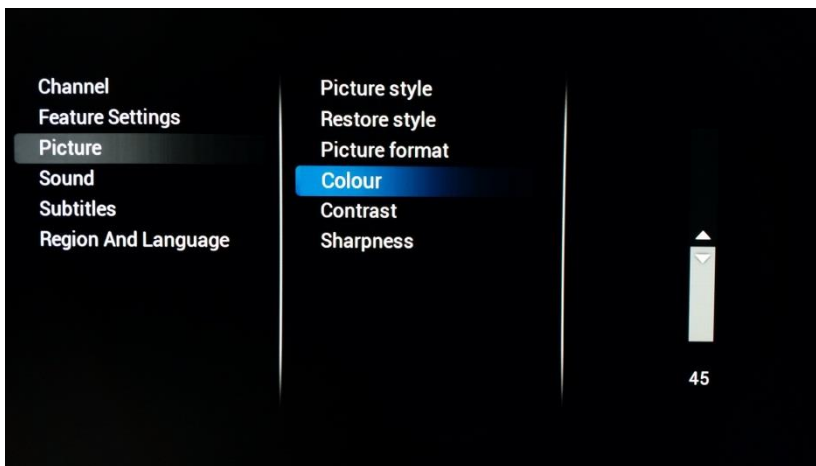 Channel
Feature Settings
Picture
Sound
Subtitles
Region And Language
Picture style
Restore style
Picture format
Colour
Contrast
Sharpness
45